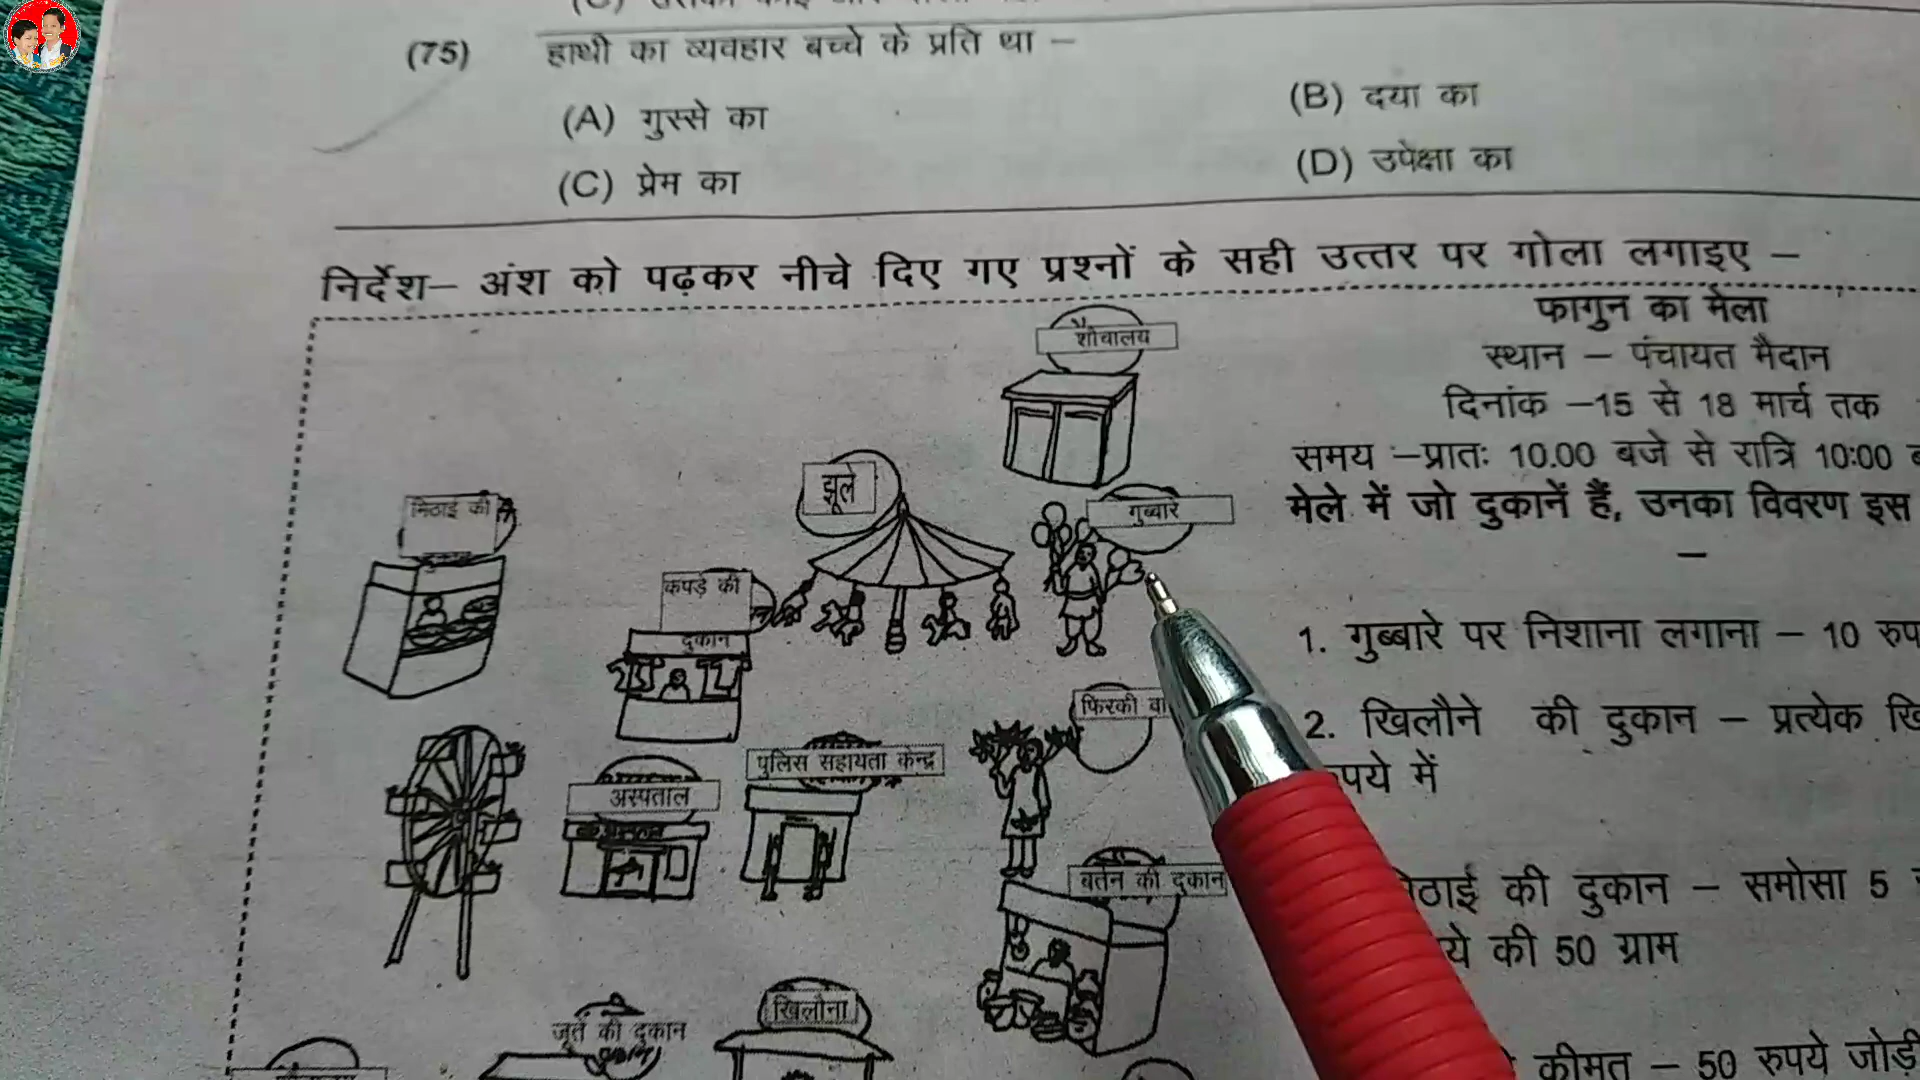 (75) हाथी का व्यवहार बच्चे के प्रति था –
(A) गुस्से का
(B) दया का
(C) प्रेम का
(D) उपेक्षा का
निर्देश– अंश को पढ़कर नीचे दिए गए प्रश्नों के सही उत्तर पर गोला लगाइए –
शौचालय
झूले
मिठाई की
गुब्बारे
कपड़े की
दुकान
फिरकी
पुलिस सहायता केन्द्र
अस्पताल
बर्तन की दुकान
खिलौना
जूते की दुकान
फागुन का मेला
स्थान – पंचायत मैदान
दिनांक –15 से 18 मार्च तक
समय –प्रातः 10.00 बजे से रात्रि 10:00
मेले में जो दुकानें हैं, उनका विवरण इस
–
1. गुब्बारे पर निशाना लगाना – 10
2. खिलौने की दुकान – प्रत्येक
में
की दुकान – समोसा 5
की 50 ग्राम
कीमत – 50 रुपये जोड़ी